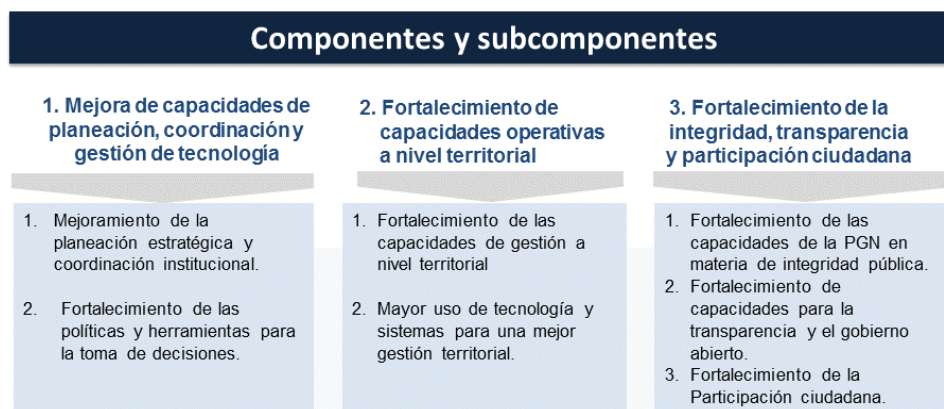 Componentes y subcomponentes
1. Mejora de capacidades de
planeación, coordinación y
gestión de tecnología
1. Mejoramiento de la
planeación estratégica y
coordinación institucional.
2. Fortalecimiento de las
políticas y herramientas para
la toma de decisiones.
2. Fortalecimiento de
capacidades operativas
a nivel territorial
1. Fortalecimiento de las
capacidades de gestión a
nivel territorial
2. Mayor uso de tecnología y
sistemas para una mejor
gestión territorial.
3. Fortalecimiento de la
integridad, transparencia
y participación ciudadana
1. Fortalecimiento de las
capacidades de la PGN en
materia de integridad pública.
2. Fortalecimiento de
capacidades para la
transparencia y el gobierno
abierto.
3. Fortalecimiento de la
Participación ciudadana.